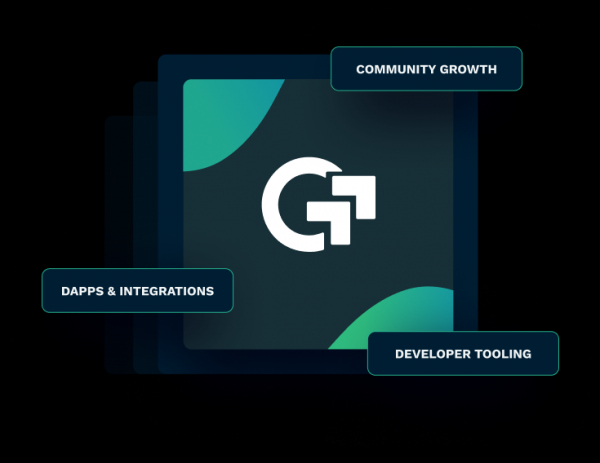 COMMUNITY GROWTH
DAPPS & INTEGRATIONS
DEVELOPER TOOLING